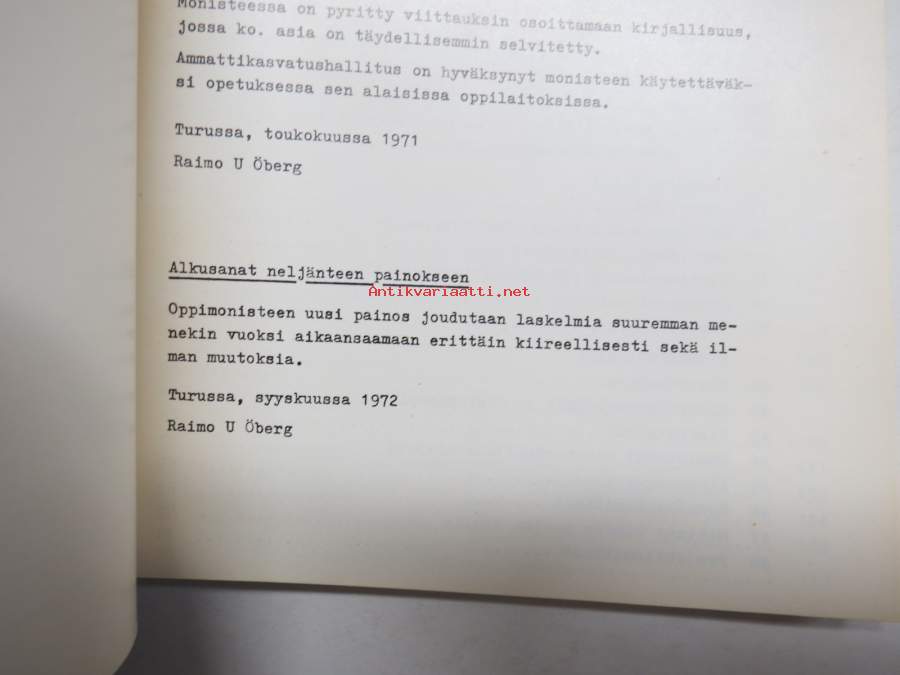 Monisteessa on pyritty viittauksin osoittamaan kirjallisuus,
jossa ko. asia on täydellisemmin selvitetty.
Ammattikasvatushallitus on hyväksynyt monisteen käytettäväk-
si opetuksessa sen alaisissa oppilaitoksissa.
Turussa, toukokuussa 1971
Raimo U Öberg
Alkusanat neljänteen painokseen
Antikvariaatti.net
Oppimonisteen uusi painos joudutaan laskelmia suuremman me-
nekin vuoksi aikaansaamaan erittäin kiireellisesti sekä il-
man muutoksia.
Turussa, syyskuussa 1972
Raimo U Öberg